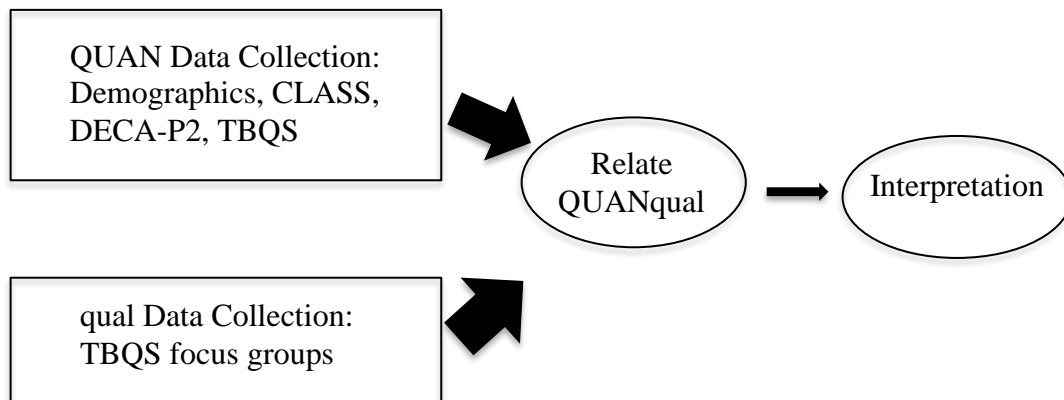 QUAN Data Collection:
Demographics, CLASS,
DECA-P2, TBQS
Relate
QUANqual
Interpretation
qual Data Collection:
TBQS focus groups